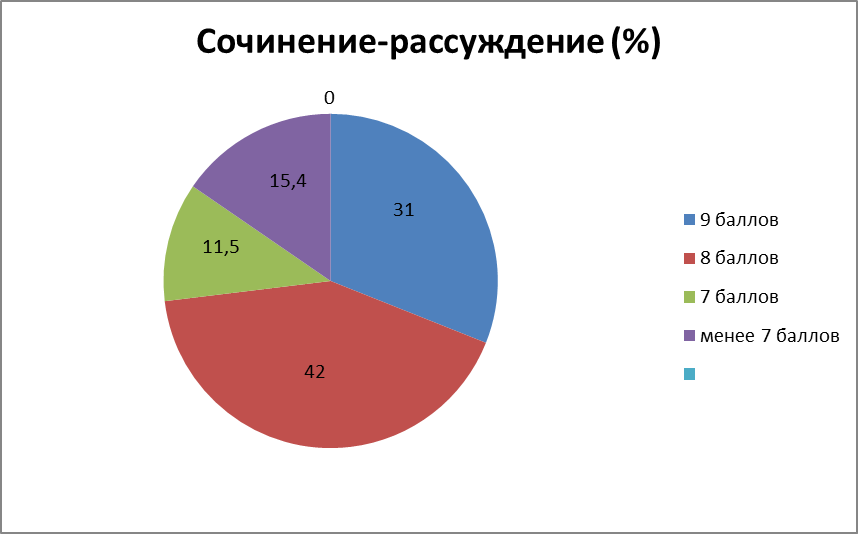 Сочинение-рассуждение (%)
0
15,4
31
11,5
42
9 баллов
8 баллов
7 баллов
менее 7 баллов